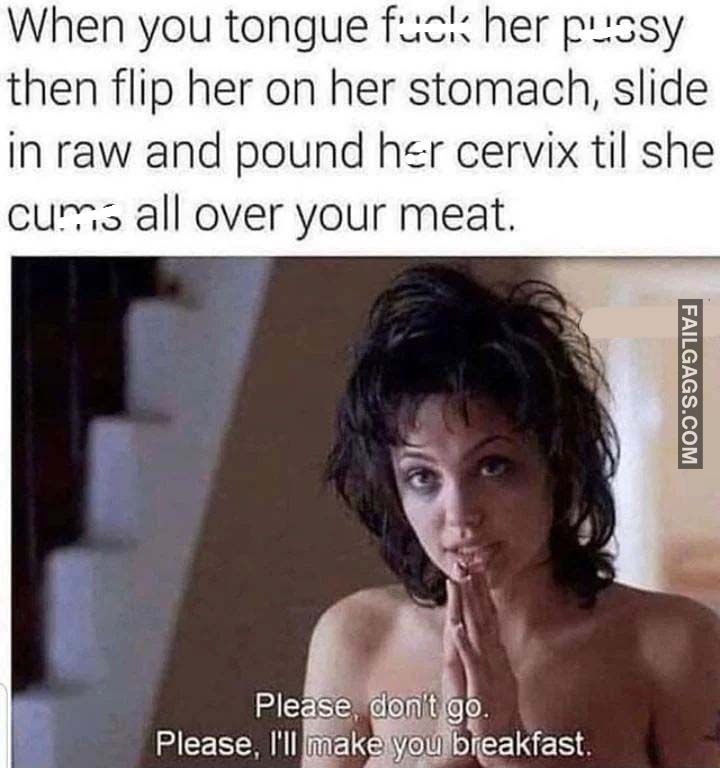 When you tongue fuck her pussy
then flip her on her stomach, slide
in raw and pound her cervix til she
cums all over your meat.
FAILGAGS.COM
Please, don't go.
Please, I'll make you breakfast.